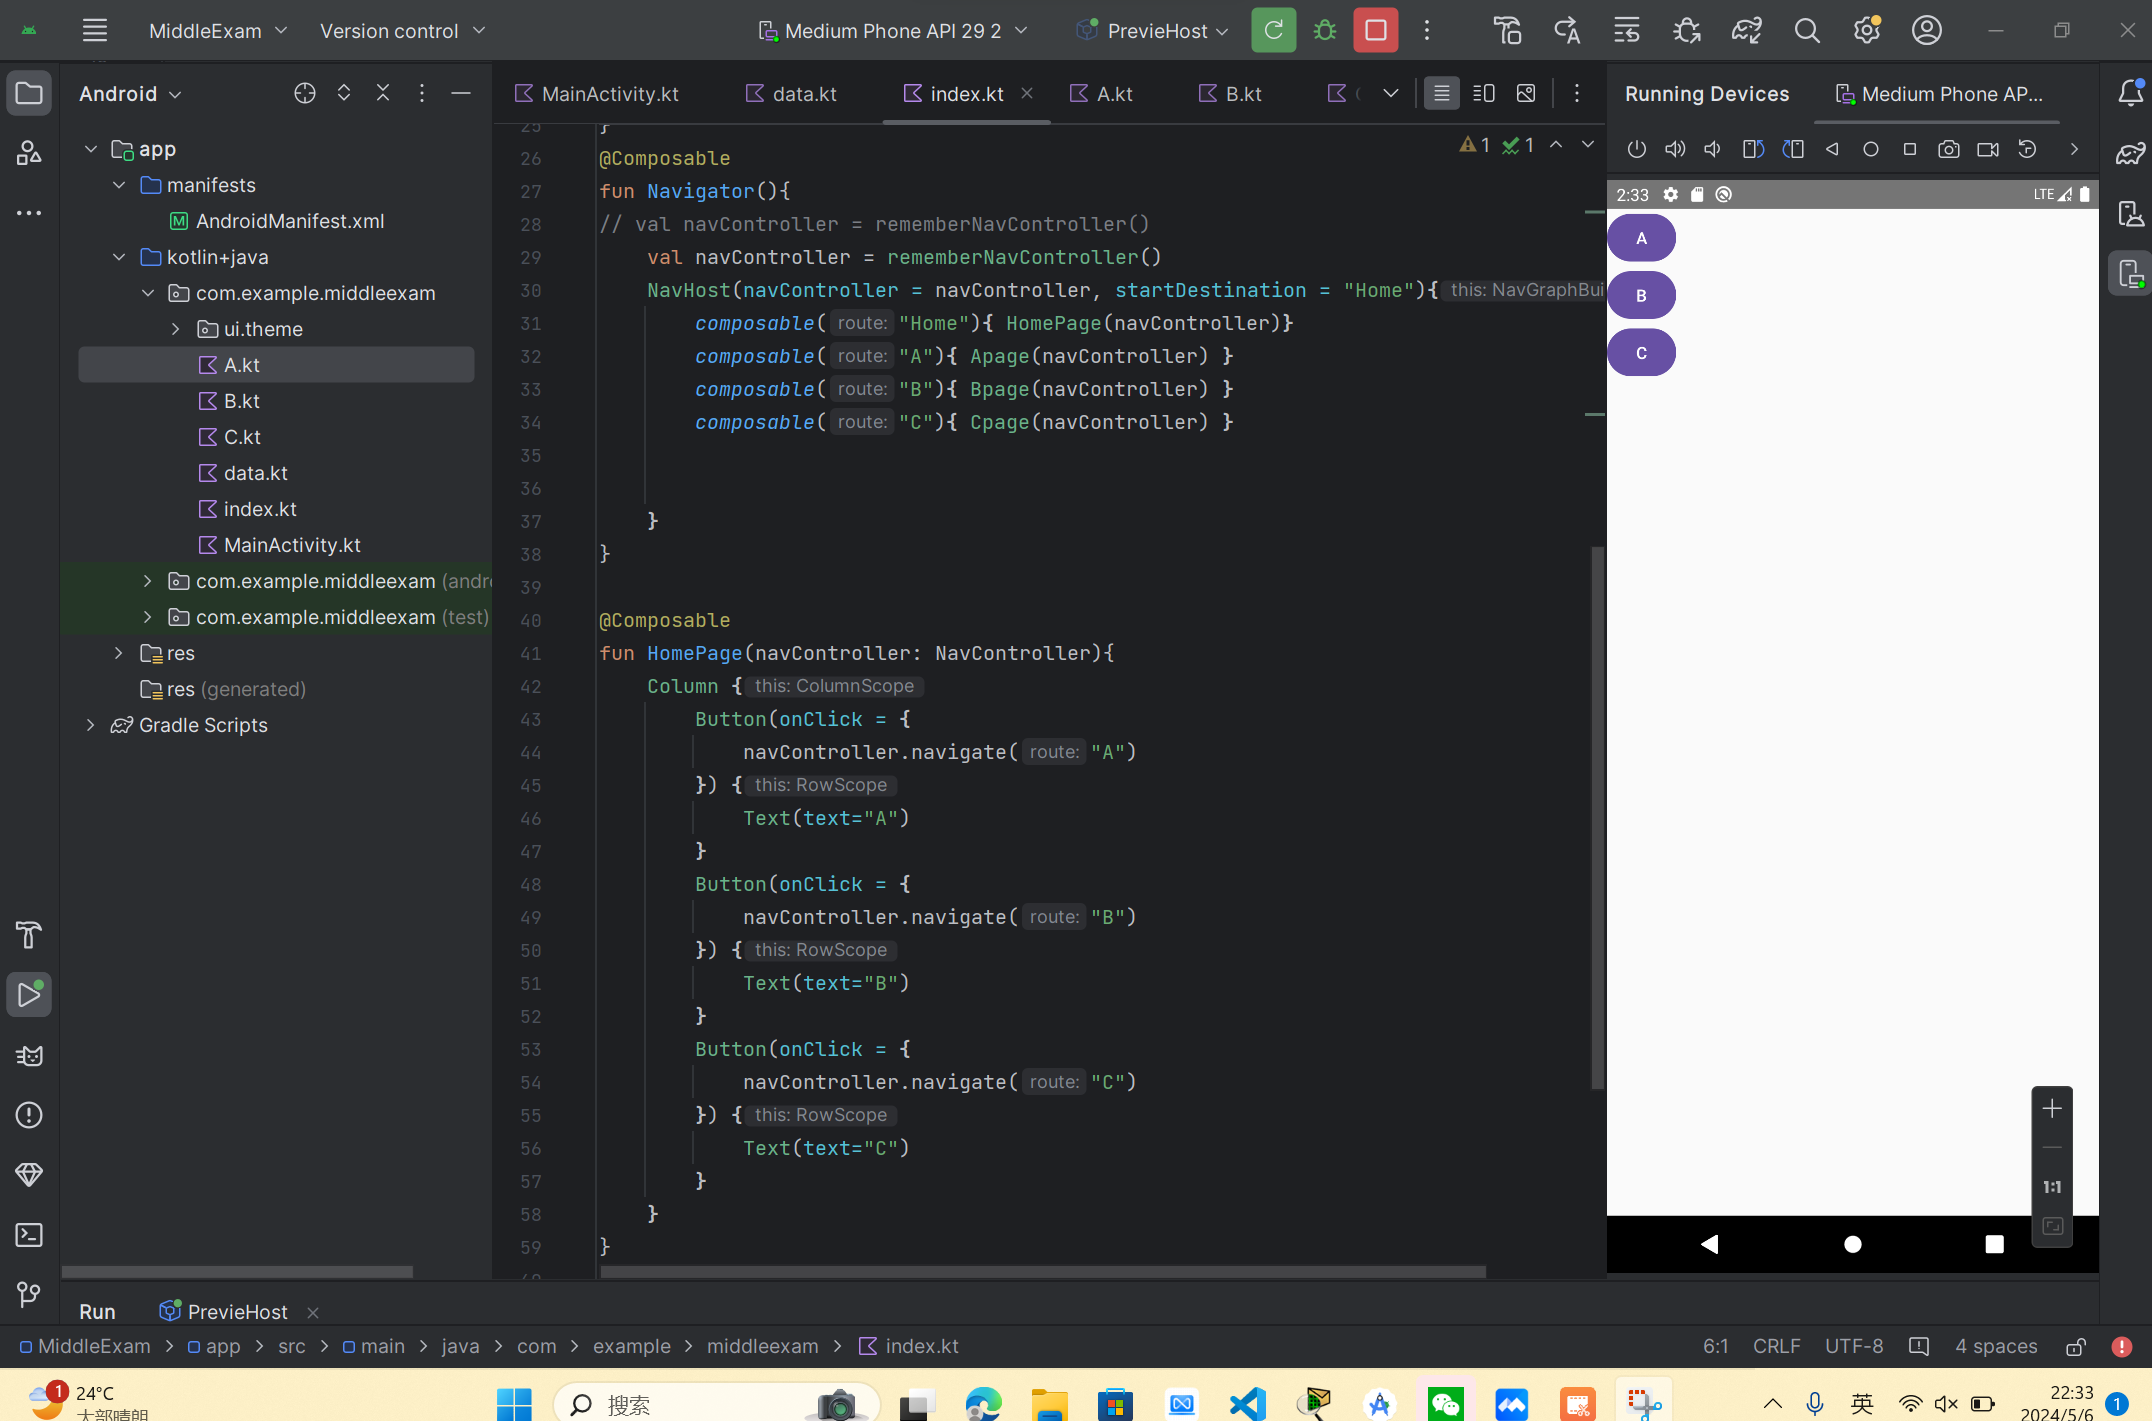 MiddleExam
Version control
Medium Phone API 29 2
PrevieHost
Android
app
manifests
AndroidManifest.xml
kotlin+java
com.example.middleexam
ui.theme
A.kt
B.kt
C.kt
data.kt
index.kt
MainActivity.kt
com.example.middleexam (andr
com.example.middleexam (test)
res
res (generated)
Gradle Scripts
MainActivity.kt
data.kt
index.kt
A.kt
B.kt
1 1
25 }
26 @Composable
27 fun Navigator(){
28 // val navController = rememberNavController()
29 val navController = rememberNavController()
30 NavHost(navController = navController, startDestination = "Home"){ this: NavGraphBui
31 composable( route: "Home"){ HomePage(navController)}
32 composable( route: "A"){ Apage(navController) }
33 composable( route: "B"){ Bpage(navController) }
34 composable( route: "C"){ Cpage(navController) }
35
36
37 }
38 }
39
40 @Composable
41 fun HomePage(navController: NavController){
42 Column { this: ColumnScope
43 Button(onClick = {
44 navController.navigate( route: "A")
45 }) { this: RowScope
46 Text(text="A")
47 }
48 Button(onClick = {
49 navController.navigate( route: "B")
50 }) { this: RowScope
51 Text(text="B")
52 }
53 Button(onClick = {
54 navController.navigate( route: "C")
55 }) { this: RowScope
56 Text(text="C")
57 }
58 }
59 }
Running Devices
Medium Phone AP...
2:33
LTE
A
B
C
1:1
Run
PrevieHost
MiddleExam > app > src > main > java > com > example > middleexam > index.kt
6:1 CRLF UTF-8 4 spaces
1
24°C
大部晴朗
搜索
英
22:33
2024/5/6
1